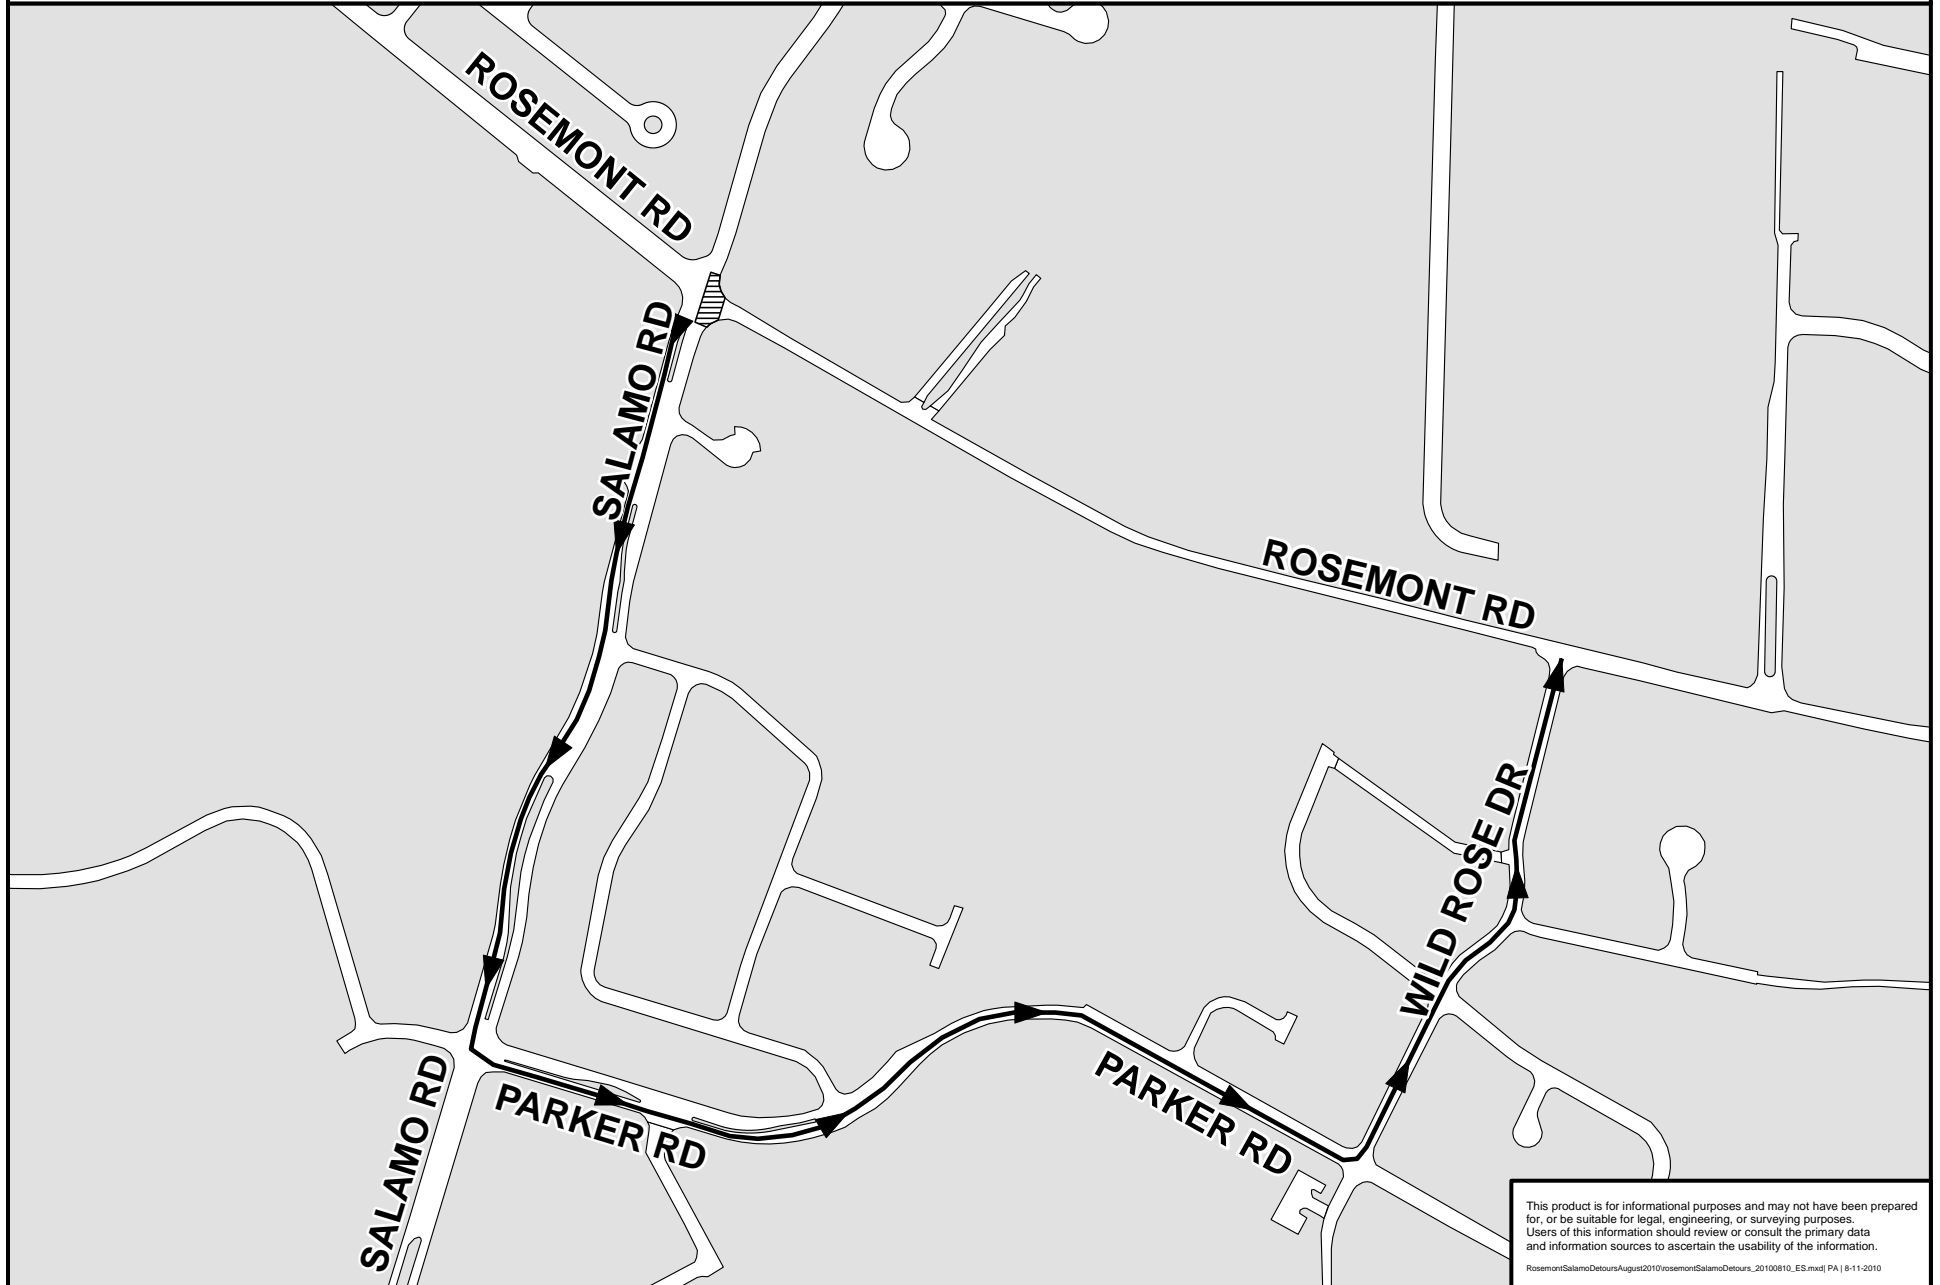 ROSEMONT RD
SALAMO RD
ROSEMONT RD
WILD ROSE DR
PARKER RD
PARKER RD
SALAMO RD
This product is for informational purposes and may not have been prepared
for, or be suitable for legal, engineering, or surveying purposes.
Users of this information should review or consult the primary data
and information sources to ascertain the usability of the information.
RosemontSalamoDetoursAugust2010\rosemontSalamoDetours_20100810_ES.mxd| PA | 8-11-2010